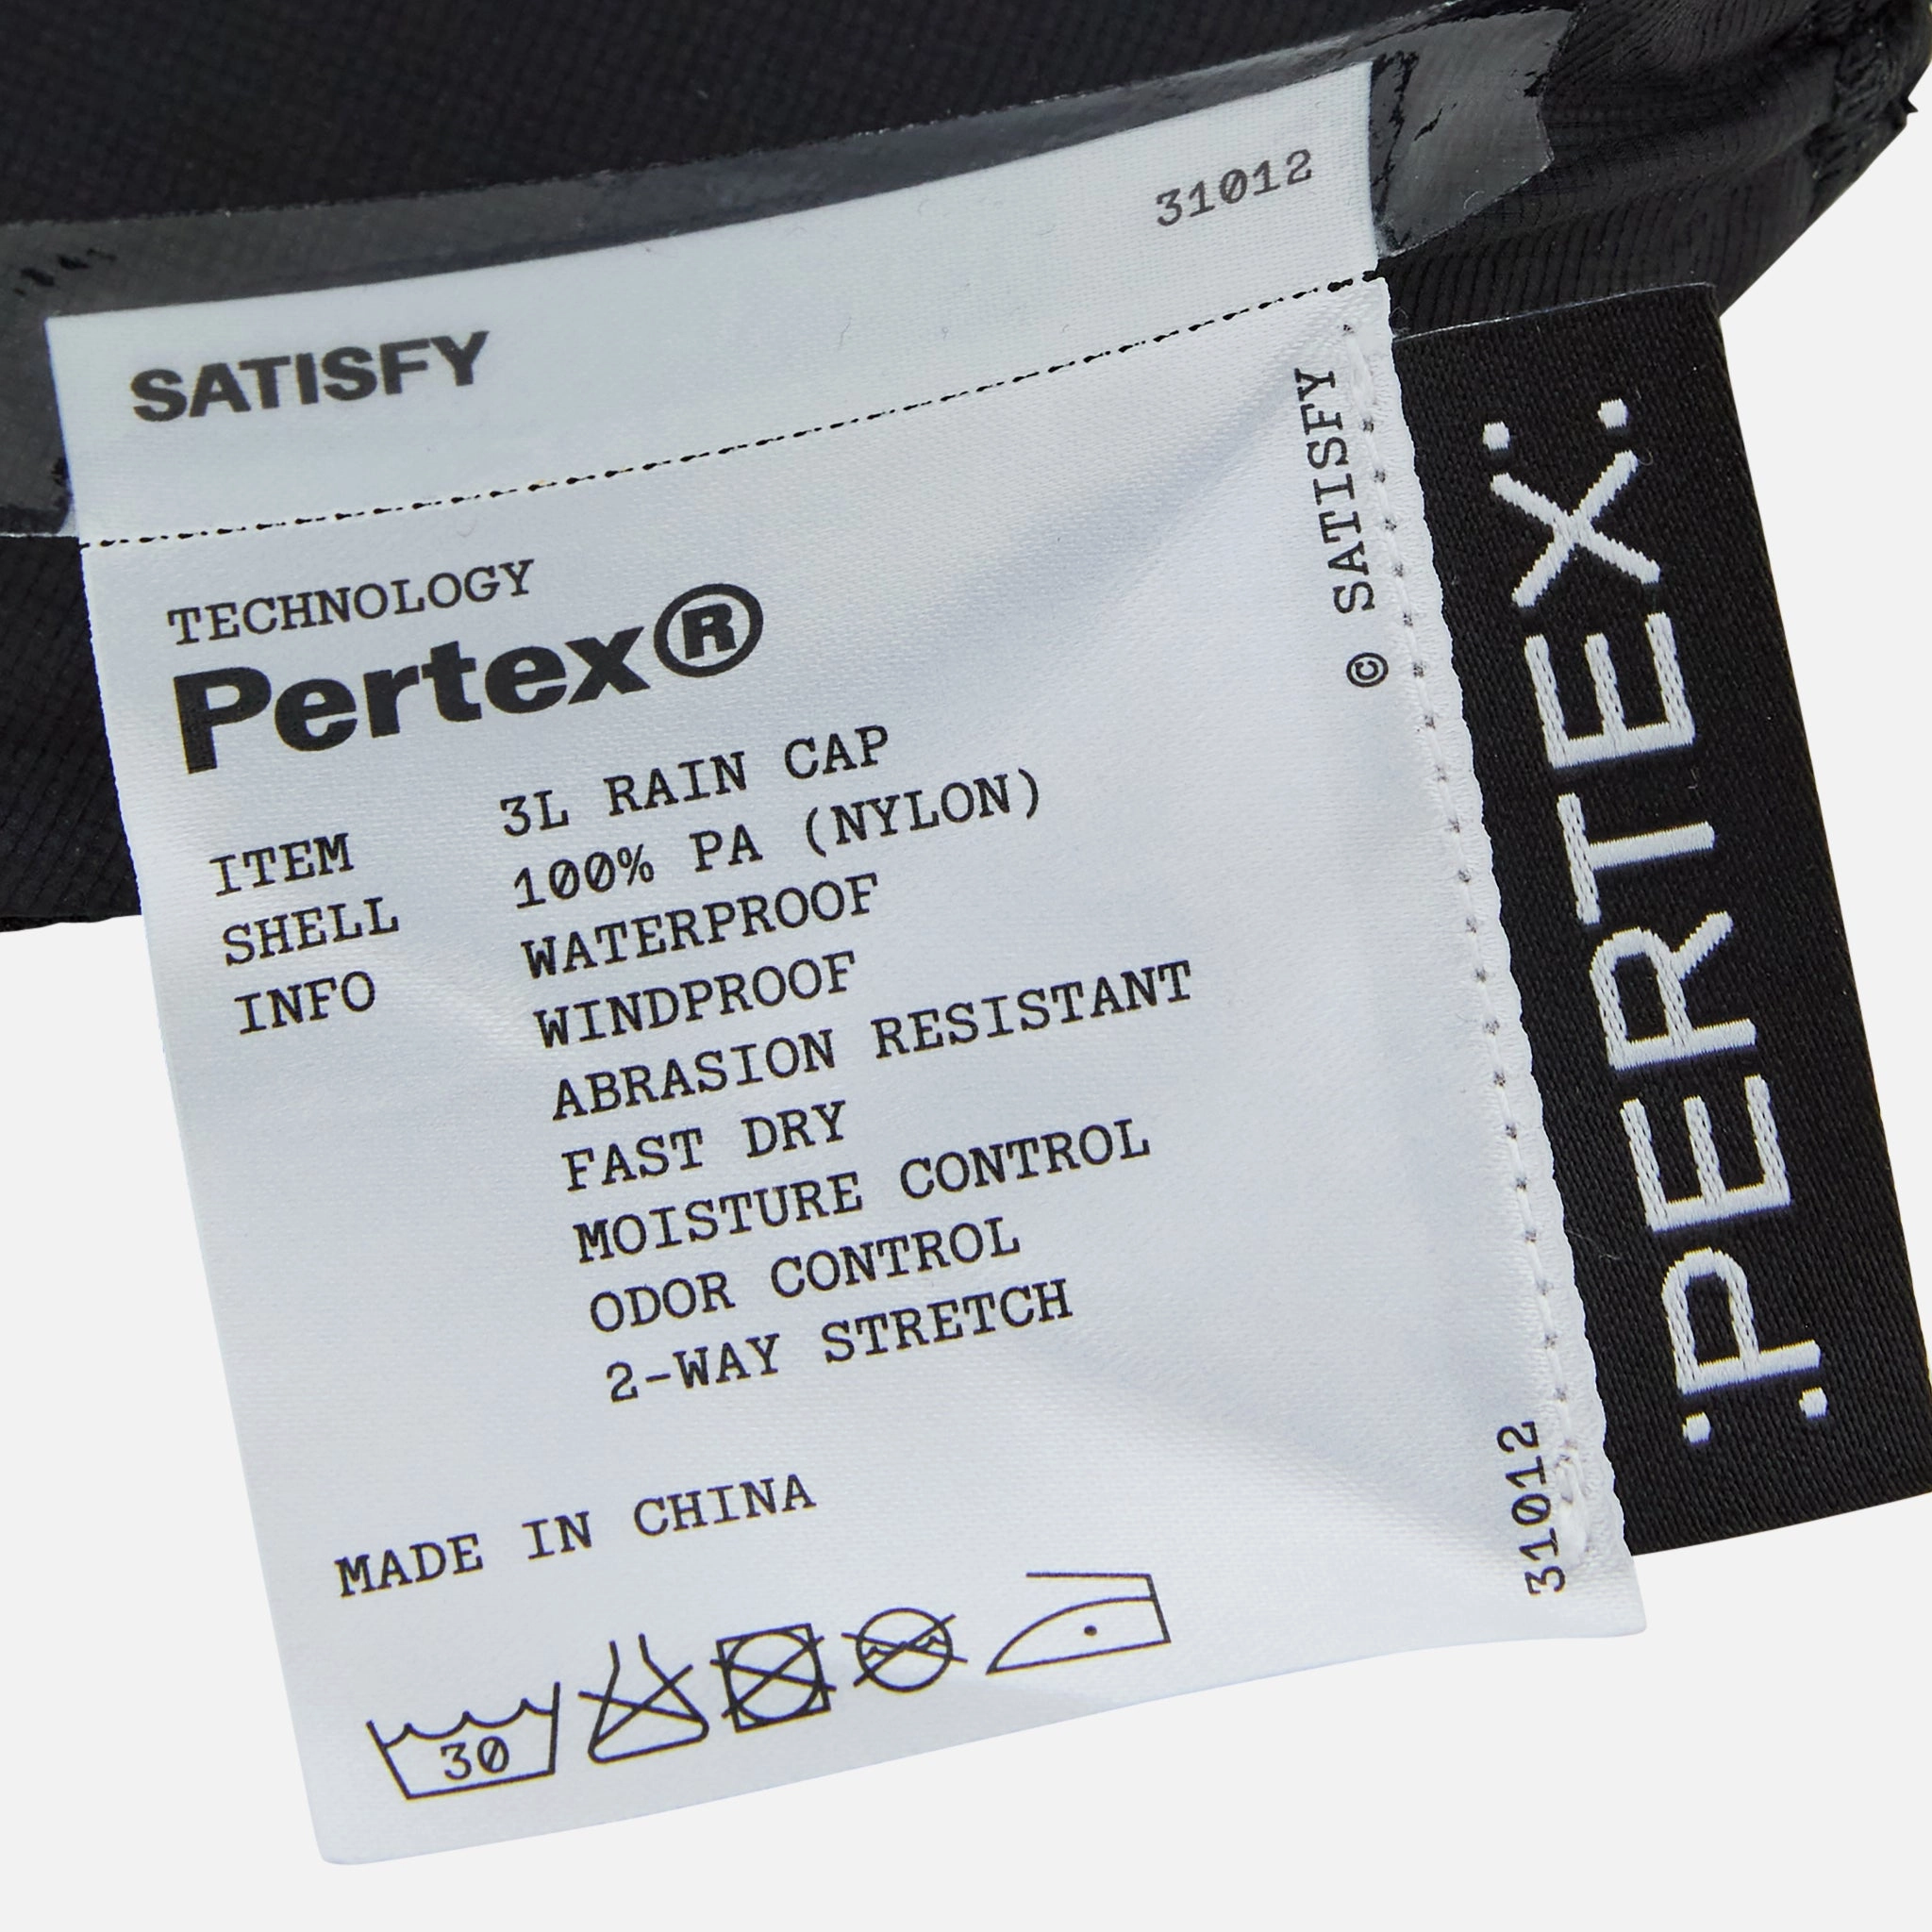 31012
SATISFY
TECHNOLOGY
Pertex®
ITEM 3L RAIN CAP
SHELL 100% PA (NYLON)
INFO WATERPROOF
WINDPROOF
ABRASION RESISTANT
FAST DRY
MOISTURE CONTROL
ODOR CONTROL
2-WAY STRETCH
MADE IN CHINA
30
© SATISFY
31012
:PERTEX: